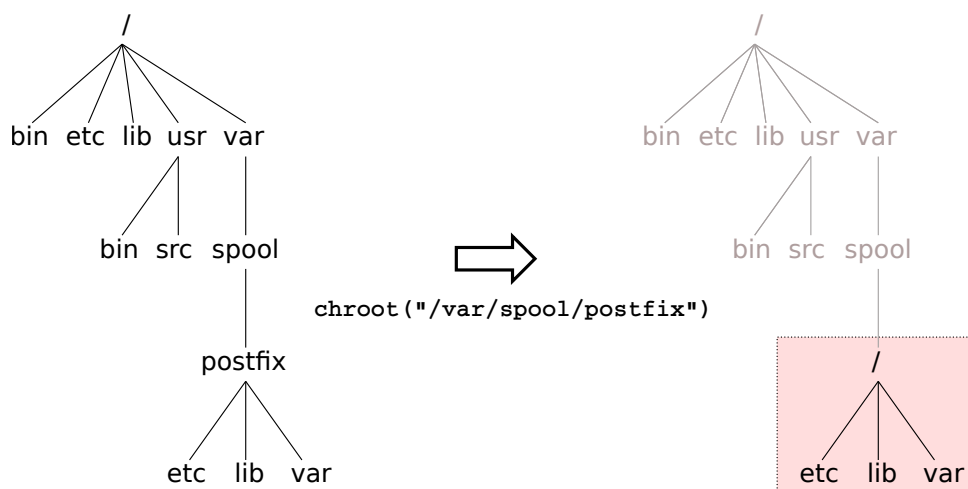 /
bin etc lib usr var
bin src spool
postfix
etc lib var
chroot("/var/spool/postfix")
/
bin etc lib usr var
bin src spool
/
etc lib var